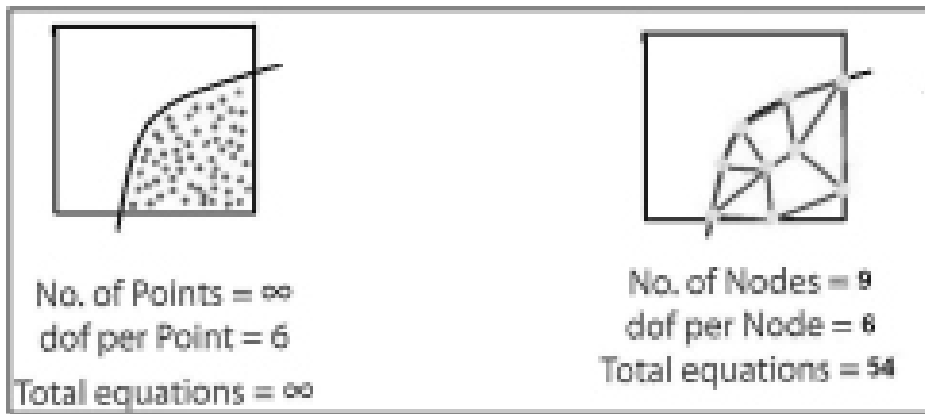 No. of Points = ∞
dof per Point = 6
Total equations = ∞
No. of Nodes = 9
dof per Node = 6
Total equations = 54